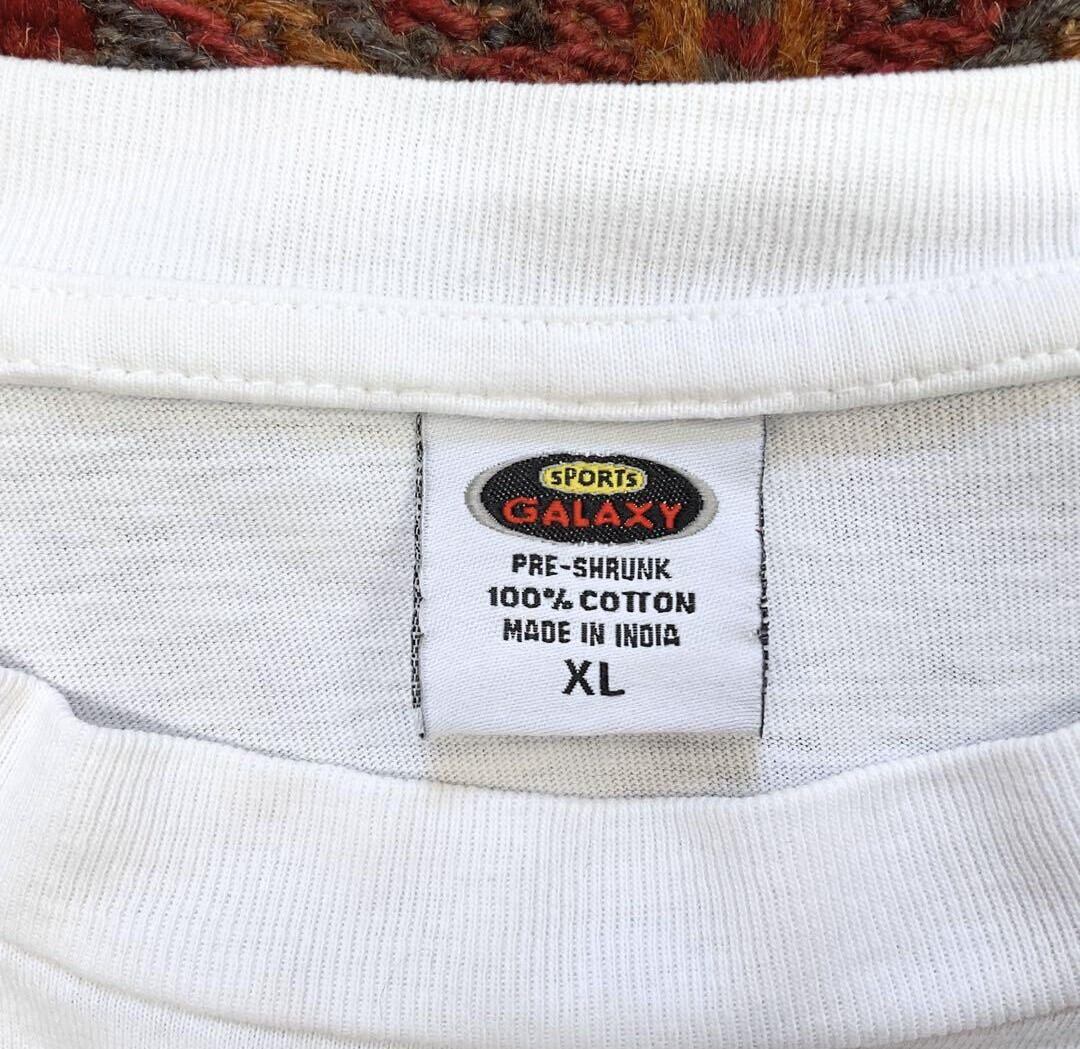 SPORTS
GALAXY
PRE-SHRUNK
100% COTTON
MADE IN INDIA
XL